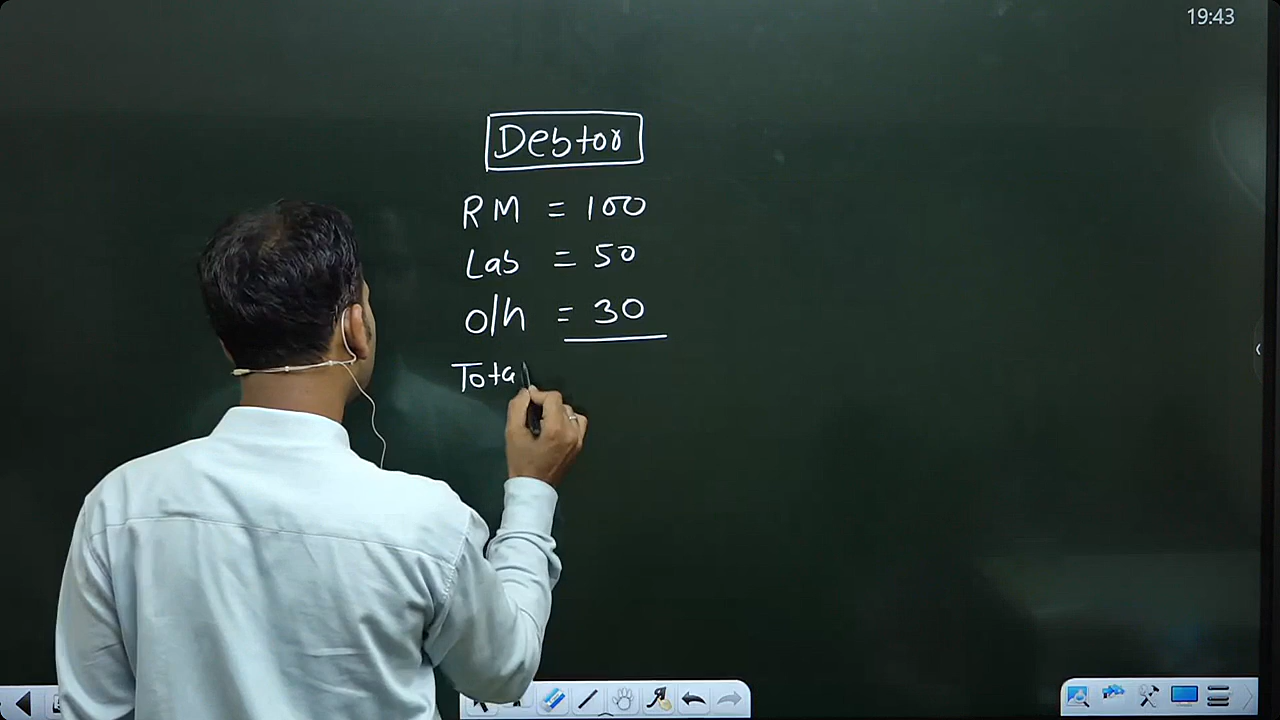 19:43
Debtor
RM = 100
Lab = 50
O/h = 30
Tota